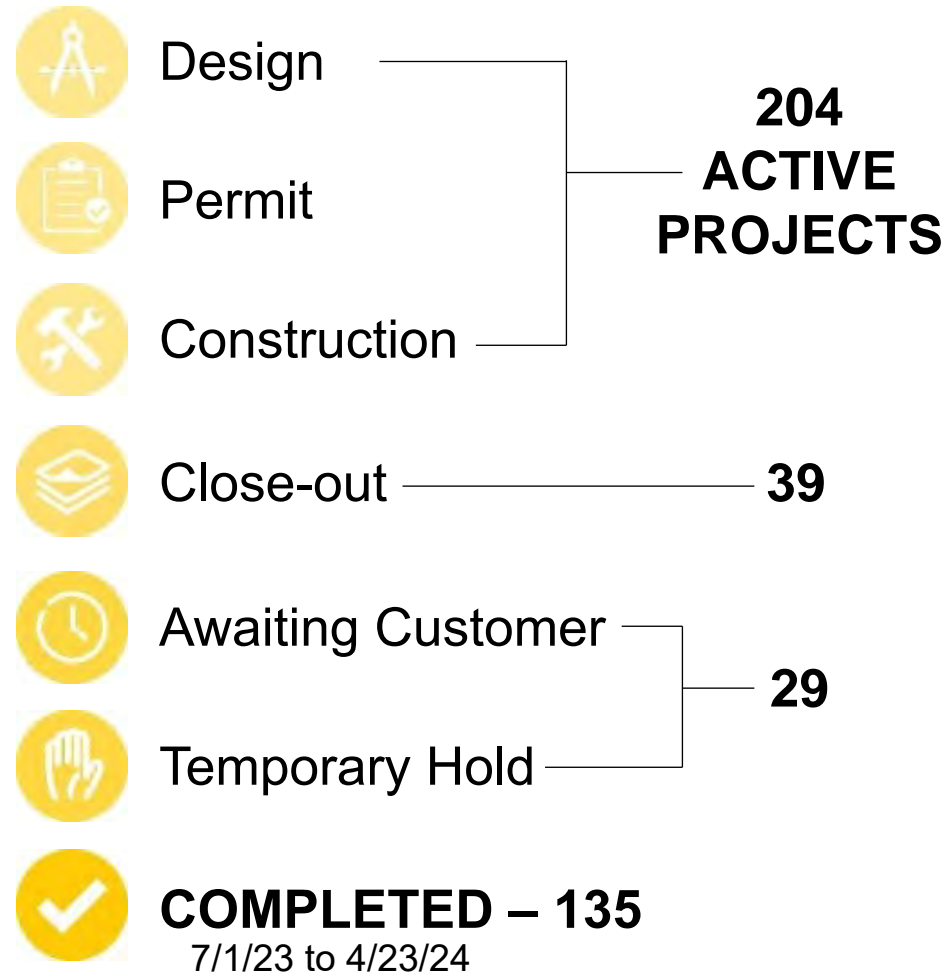 Design
204
ACTIVE
PROJECTS
Permit
Construction
Close-out
39
Awaiting Customer
29
Temporary Hold
COMPLETED – 135
7/1/23 to 4/23/24